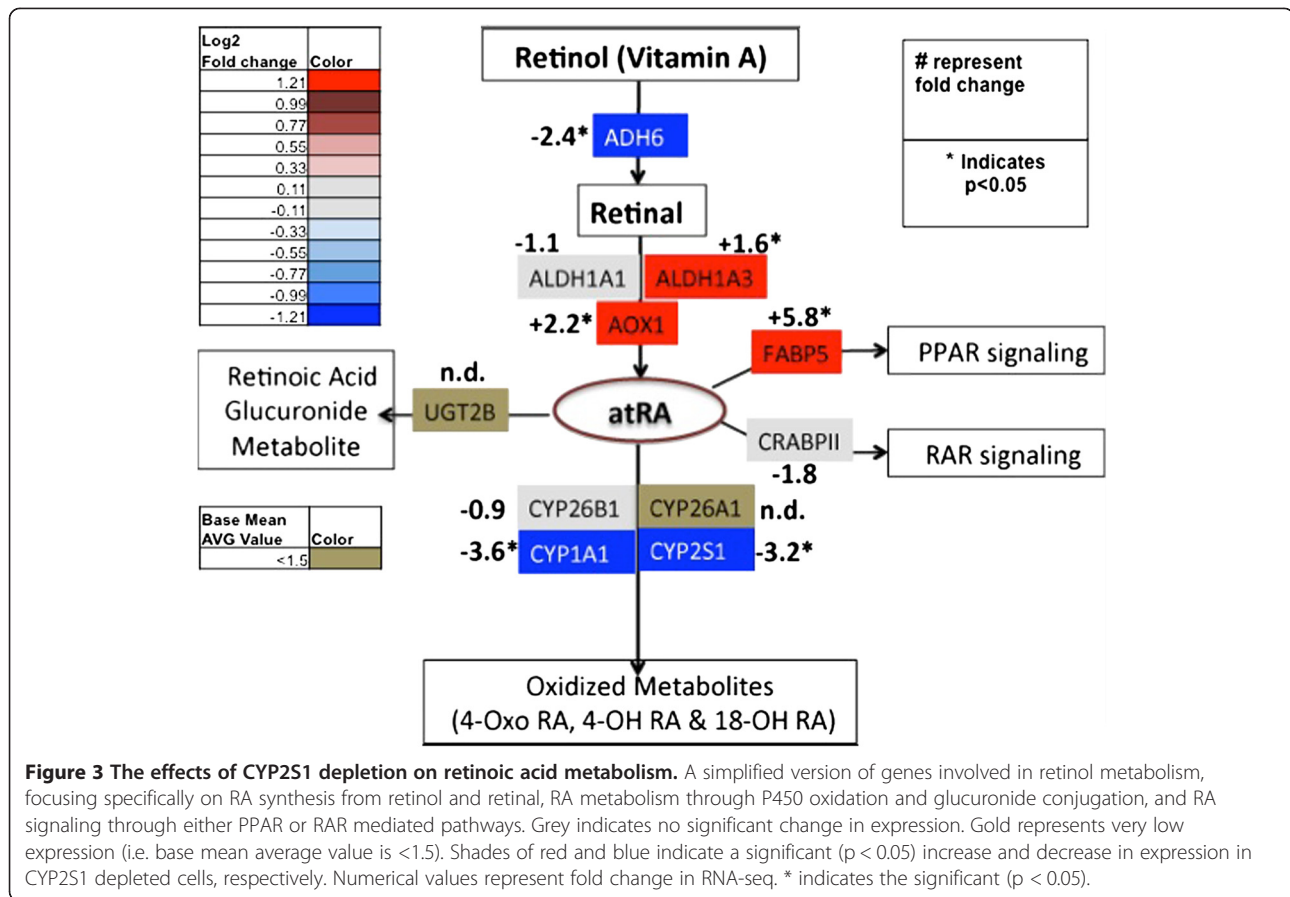 Log2
Fold change Color
1.21
0.99
0.77
0.55
0.33
0.11
-0.11
-0.33
-0.55
-0.77
-0.99
-1.21
Retinol (Vitamin A)
# represent
fold change
* Indicates
p<0.05
-2.4* ADH6
Retinal
-1.1 +1.6*
ALDH1A1 ALDH1A3
+2.2* AOX1
+5.8*
FABP5 PPAR signaling
Retinoic Acid
Glucuronide
Metabolite
n.d.
UGT2B
atRA
CRABPII RAR signaling
-1.8
Base Mean
AVG Value Color
<1.5
-0.9 CYP26B1 CYP26A1 n.d.
-3.6* CYP1A1 CYP2S1 -3.2*
Oxidized Metabolites
(4-Oxo RA, 4-OH RA & 18-OH RA)
Figure 3 The effects of CYP2S1 depletion on retinoic acid metabolism. A simplified version of genes involved in retinol metabolism,
focusing specifically on RA synthesis from retinol and retinal, RA metabolism through P450 oxidation and glucuronide conjugation, and RA
signaling through either PPAR or RAR mediated pathways. Grey indicates no significant change in expression. Gold represents very low
expression (i.e. base mean average value is <1.5). Shades of red and blue indicate a significant (p < 0.05) increase and decrease in expression in
CYP2S1 depleted cells, respectively. Numerical values represent fold change in RNA-seq. * indicates the significant (p < 0.05).